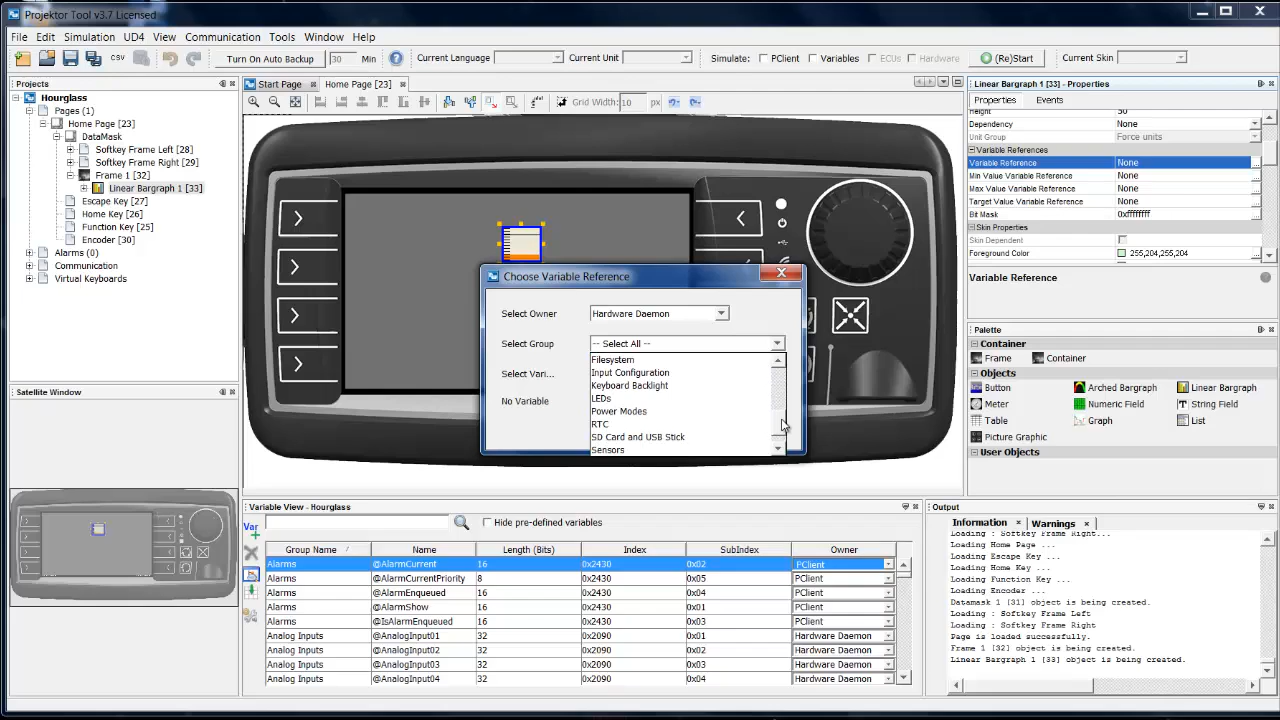 Projektor Tool v3.7 Licensed
File Edit Simulation UD4 View Communication Tools Window Help
CSV Turn On Auto Backup 30 Min ? Current Language Current Unit Simulate: PClient Variables ECUs Hardware (Re)Start Current Skin
Projects
Hourglass
Pages (1)
Home Page [23]
DataMask
Softkey Frame Left [28]
Softkey Frame Right [29]
Frame 1 [32]
Linear Bargraph 1 [33]
Escape Key [27]
Home Key [26]
Function Key [25]
Encoder [30]
Alarms (0)
Communication
Virtual Keyboards
Satellite Window
Start Page Home Page [23]
Grid Width: 10 px
Choose Variable Reference
Select Owner Hardware Daemon
Select Group -- Select All --
Select Vari...
No Variable
Filesystem
Input Configuration
Keyboard Backlight
LEDs
Power Modes
RTC
SD Card and USB Stick
Sensors
Linear Bargraph 1 [33] - Properties
Properties Events
Height 50
Dependency None
Unit Group Force units
Variable References
Variable Reference None ...
Min Value Variable Reference None ...
Max Value Variable Reference None ...
Target Value Variable Reference None ...
Bit Mask 0xffffffff
Skin Properties
Skin Dependent
Foreground Color 255,204,255,204 ...
Variable Reference
Palette
Container
Frame Container
Objects
Button Arched Bargraph Linear Bargraph
Meter Numeric Field String Field
Table Graph List
Picture Graphic
User Objects
Variable View - Hourglass
Var Hide pre-defined variables
Group Name Name Length (Bits) Index SubIndex Owner
Alarms @AlarmCurrent 16 0x2430 0x02 PClient
Alarms @AlarmCurrentPriority 8 0x2430 0x05 PClient
Alarms @AlarmEnqueued 16 0x2430 0x04 PClient
Alarms @AlarmShow 16 0x2430 0x01 PClient
Alarms @IsAlarmEnqueued 16 0x2430 0x03 PClient
Analog Inputs @AnalogInput01 32 0x2090 0x01 Hardware Daemon
Analog Inputs @AnalogInput02 32 0x2090 0x02 Hardware Daemon
Analog Inputs @AnalogInput03 32 0x2090 0x03 Hardware Daemon
Analog Inputs @AnalogInput04 32 0x2090 0x04 Hardware Daemon
Output
Information Warnings
Loading : Softkey Frame Right...
Loading Home Page ...
Loading Escape Key ...
Loading Home Key ...
Loading Function Key ...
Loading Encoder ...
Datamask 1 [31] object is being created.
Loading : Softkey Frame Left
Loading : Softkey Frame Right
Page is loaded successfully.
Frame 1 [32] object is being created.
Linear Bargraph 1 [33] object is being created.